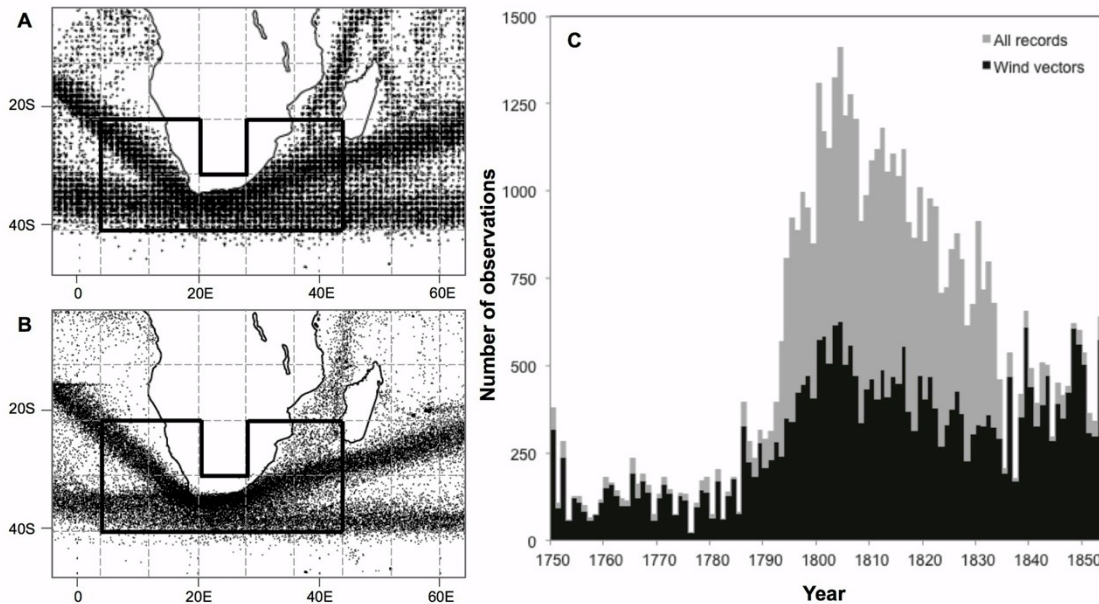 A
20S
40S
0 20E 40E 60E
B
20S
40S
0 20E 40E 60E
C
All records
Wind vectors
Number of observations
1500
1250
1000
750
500
250
0
1750 1760 1770 1780 1790 1800 1810 1820 1830 1840 1850
Year